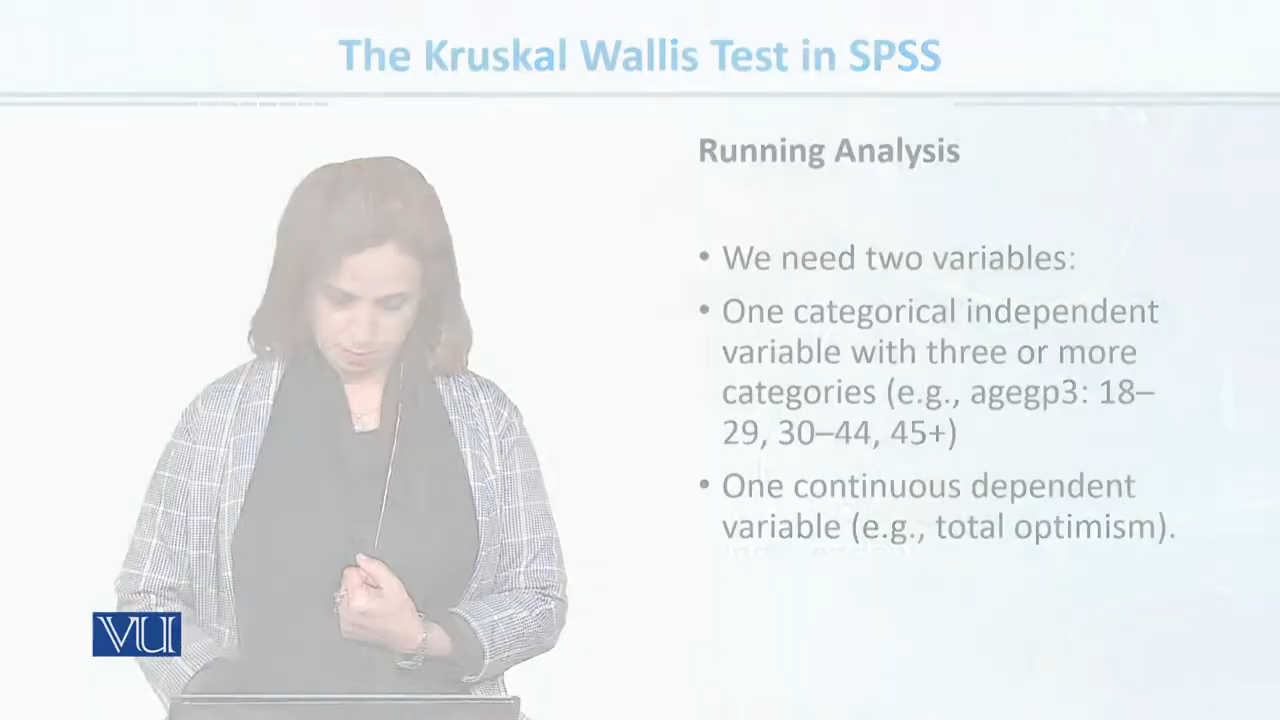 The Kruskal Wallis Test in SPSS
Running Analysis
• We need two variables:
• One categorical independent
variable with three or more
categories (e.g., agegp3: 18–
29, 30–44, 45+)
• One continuous dependent
variable (e.g., total optimism).
VU